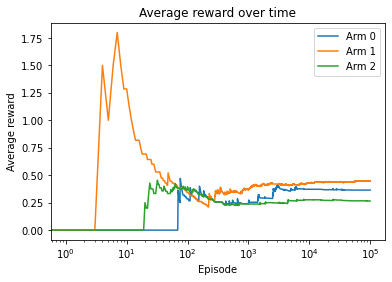 Average reward over time
Average reward
1.75
1.50
1.25
1.00
0.75
0.50
0.25
0.00
Arm 0
Arm 1
Arm 2
10⁰
10¹
10²
10³
10⁴
10⁵
Episode